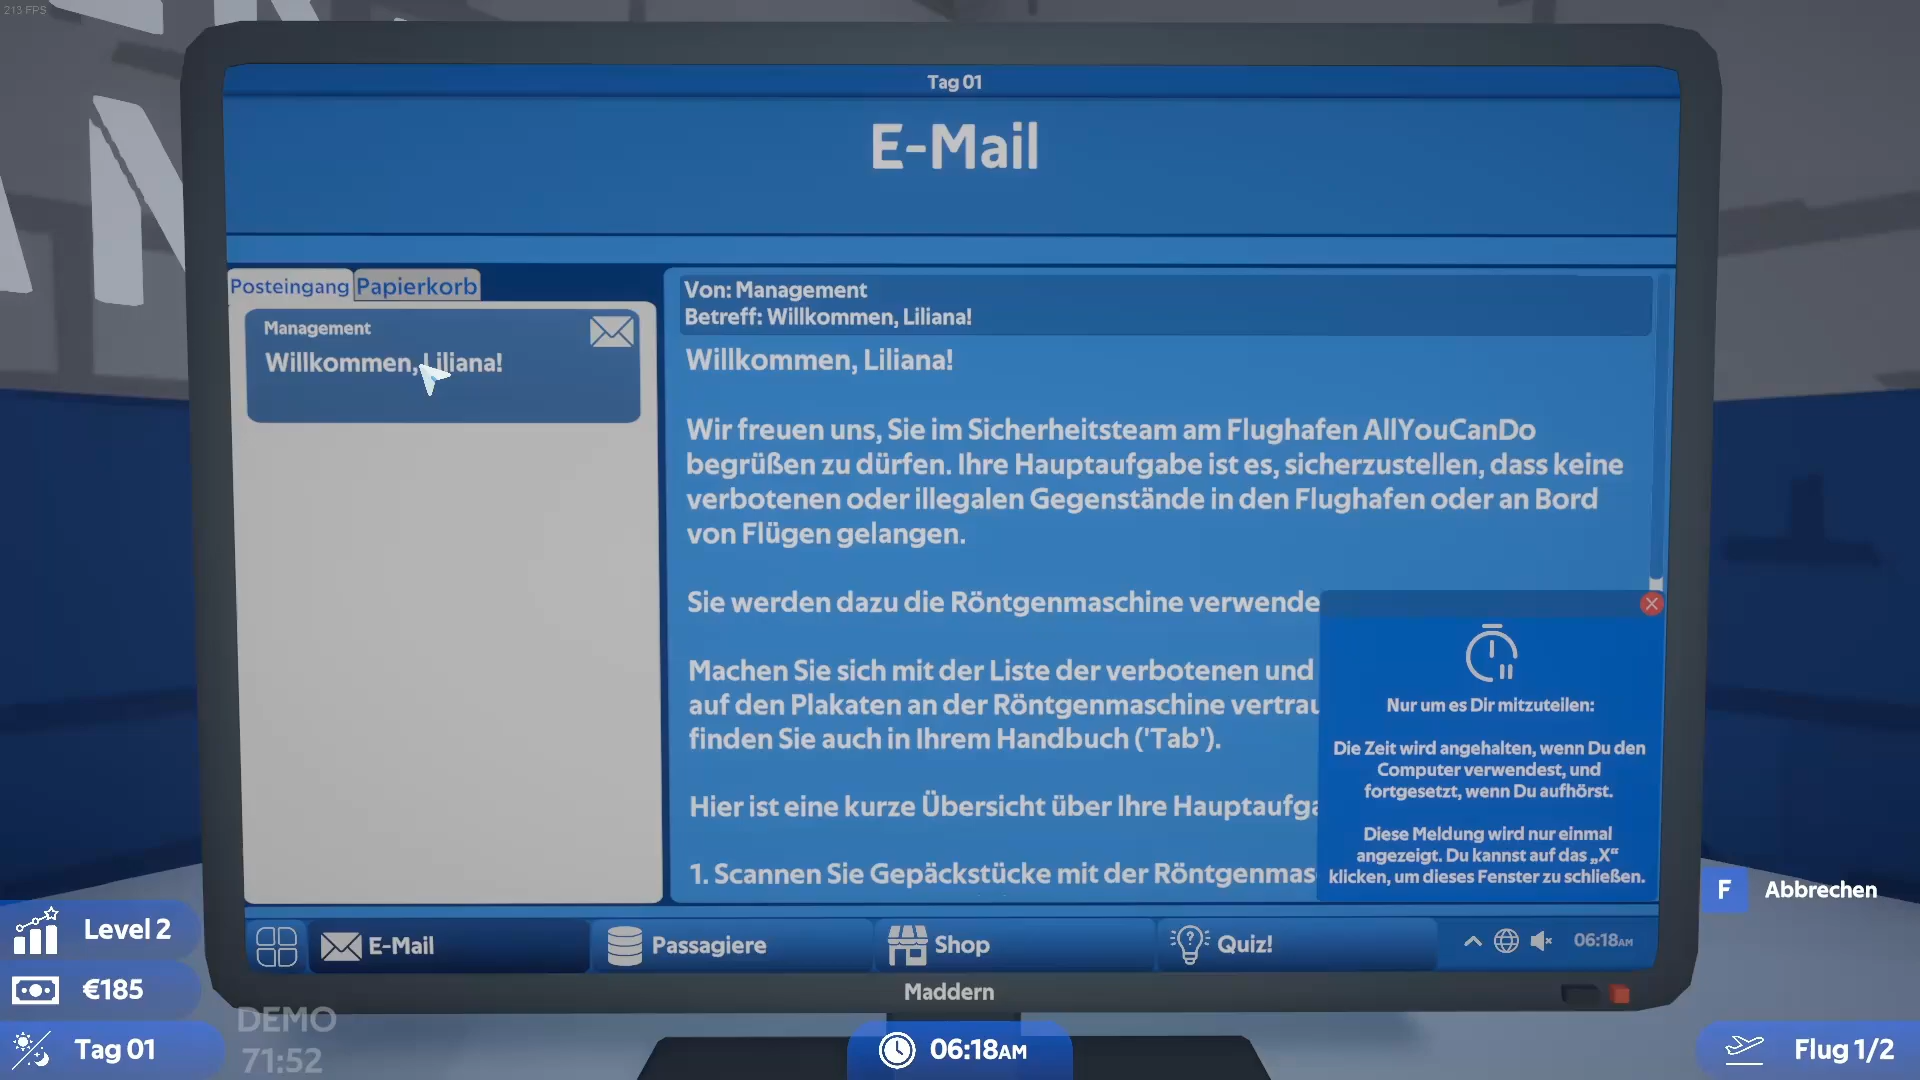 213 FPS
Tag 01
E-Mail
Posteingang
Papierkorb
Management
Willkommen, Liliana!
Von: Management
Betreff: Willkommen, Liliana!
Willkommen, Liliana!
Wir freuen uns, Sie im Sicherheitsteam am Flughafen AllYouCanDo
begrüßen zu dürfen. Ihre Hauptaufgabe ist es, sicherzustellen, dass keine
verbotenen oder illegalen Gegenstände in den Flughafen oder an Bord
von Flügen gelangen.
Sie werden dazu die Röntgenmaschine verwende
Machen Sie sich mit der Liste der verbotenen und
auf den Plakaten an der Röntgenmaschine vertrau
finden Sie auch in Ihrem Handbuch ('Tab').
Hier ist eine kurze Übersicht über Ihre Hauptaufga
1. Scannen Sie Gepäckstücke mit der Röntgenmas
Nur um es Dir mitzuteilen:
Die Zeit wird angehalten, wenn Du den
Computer verwendest, und
fortgesetzt, wenn Du aufhörst.
Diese Meldung wird nur einmal
angezeigt. Du kannst auf das „X“
klicken, um dieses Fenster zu schließen.
F Abbrechen
E-Mail
Passagiere
Shop
Quiz!
06:18AM
Maddern
Level 2
€185
Tag 01
DEMO
71:52
06:18AM
Flug 1/2